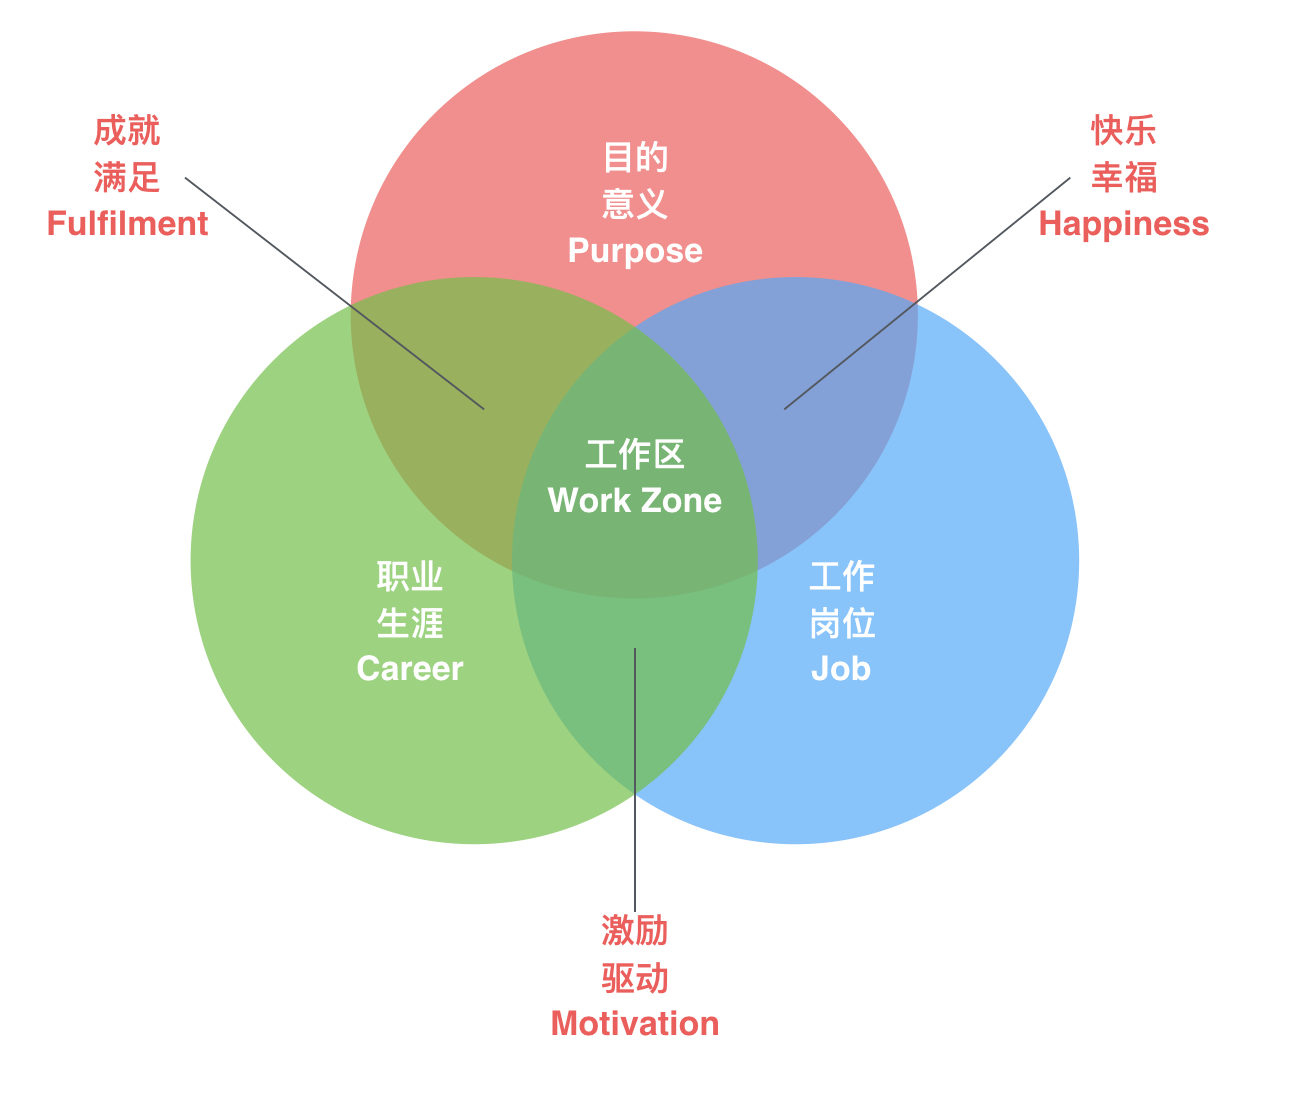 成就
满足
Fulfilment
目的
意义
Purpose
快乐
幸福
Happiness
工作区
Work Zone
职业
生涯
Career
工作
岗位
Job
激励
驱动
Motivation